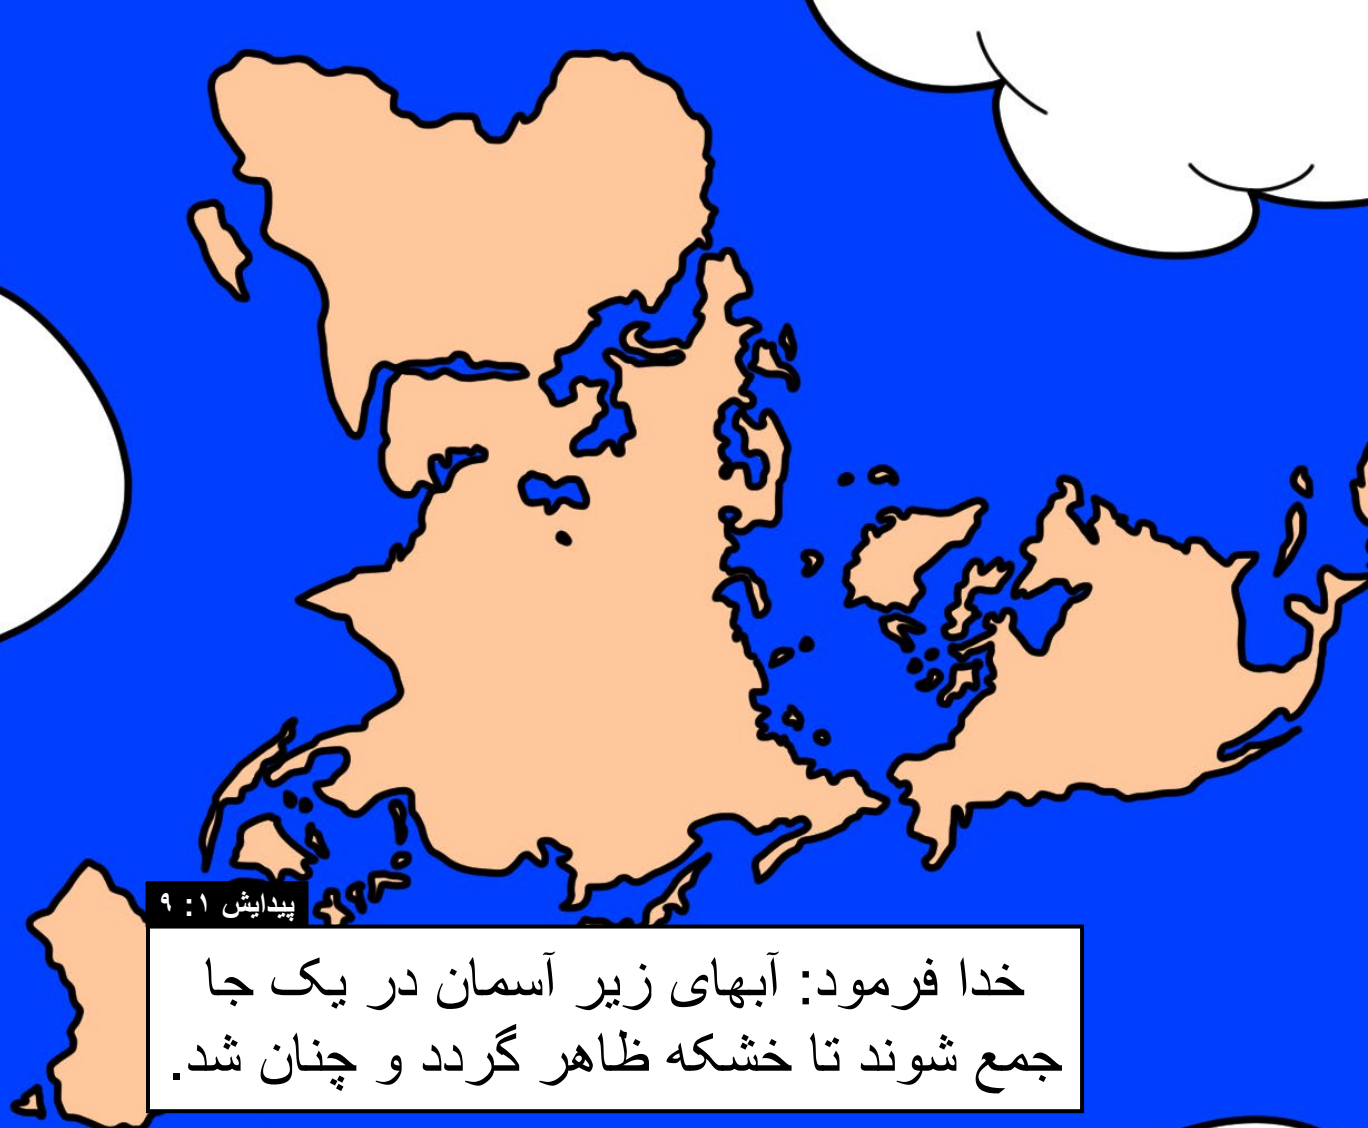 پیدایش ۱: ۹
خدا فرمود: آبهای زیر آسمان در یک جا
جمع شوند تا خشکه ظاهر گردد و چنان شد.